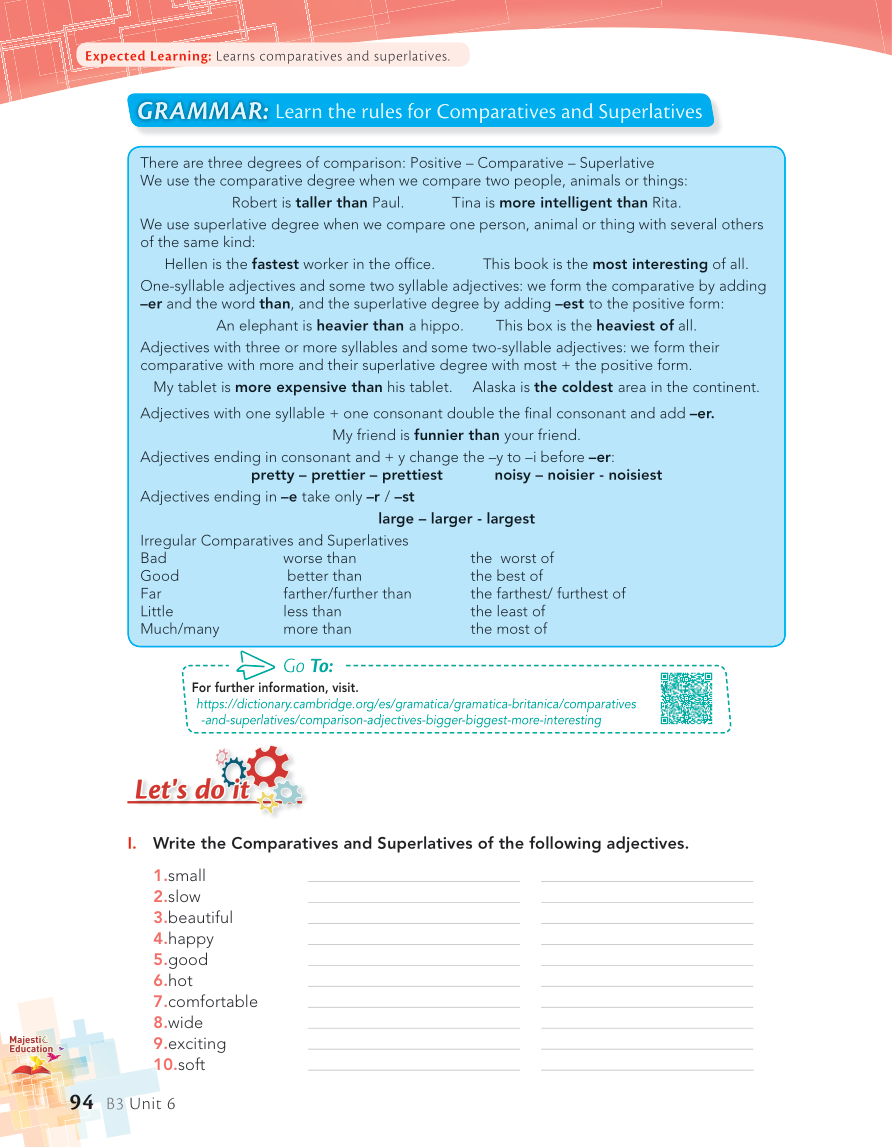 Expected Learning: Learns comparatives and superlatives.
GRAMMAR: Learn the rules for Comparatives and Superlatives
There are three degrees of comparison: Positive – Comparative – Superlative
We use the comparative degree when we compare two people, animals or things:
Robert is taller than Paul. Tina is more intelligent than Rita.
We use superlative degree when we compare one person, animal or thing with several others
of the same kind:
Hellen is the fastest worker in the office. This book is the most interesting of all.
One-syllable adjectives and some two syllable adjectives: we form the comparative by adding
–er and the word than, and the superlative degree by adding –est to the positive form:
An elephant is heavier than a hippo. This box is the heaviest of all.
Adjectives with three or more syllables and some two-syllable adjectives: we form their
comparative with more and their superlative degree with most + the positive form.
My tablet is more expensive than his tablet. Alaska is the coldest area in the continent.
Adjectives with one syllable + one consonant double the final consonant and add –er.
My friend is funnier than your friend.
Adjectives ending in consonant and + y change the –y to –i before –er:
pretty – prettier – prettiest noisy – noisier - noisiest
Adjectives ending in –e take only –r / –st
large – larger - largest
Irregular Comparatives and Superlatives
Bad worse than the worst of
Good better than the best of
Far farther/further than the farthest/ furthest of
Little less than the least of
Much/many more than the most of
Go To:
For further information, visit.
https://dictionary.cambridge.org/es/gramatica/gramatica-britanica/comparatives
-and-superlatives/comparison-adjectives-bigger-biggest-more-interesting
Let's do it
I. Write the Comparatives and Superlatives of the following adjectives.
1.small
2.slow
3.beautiful
4.happy
5.good
6.hot
7.comfortable
8.wide
9.exciting
10.soft
Majestic
Education
94 B3 Unit 6